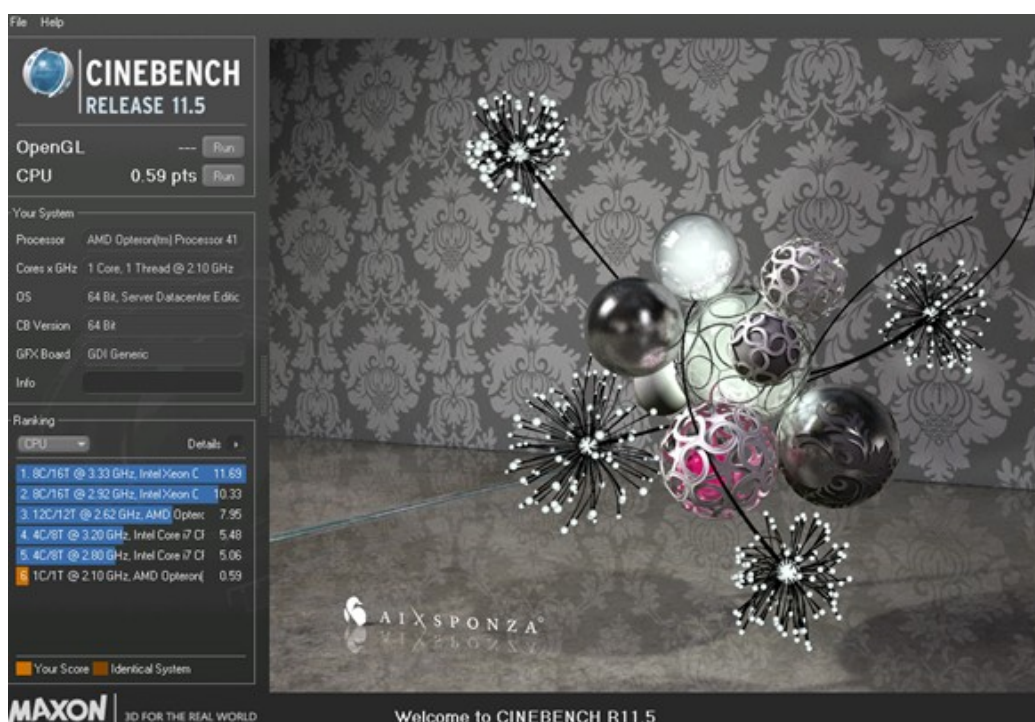 File Help
CINEBENCH
RELEASE 11.5
OpenGL --- Run
CPU 0.59 pts Run
Your System
Processor AMD Opteron(tm) Processor 41
Cores x GHz 1 Core, 1 Thread @ 2.10 GHz
OS 64 Bit, Server Datacenter Editic
CB Version 64 Bit
GFX Board GDI Generic
Info
Ranking
CPU Details
1. 8C/16T @ 3.33 GHz, Intel Xeon C 11.69
2. 8C/16T @ 2.92 GHz, Intel Xeon C 10.33
3. 12C/12T @ 2.62 GHz, AMD Opterc 7.95
4. 4C/8T @ 3.20 GHz, Intel Core i7 CF 5.48
5. 4C/8T @ 2.80 GHz, Intel Core i7 CF 5.06
6. 1C/1T @ 2.10 GHz, AMD Opteron( 0.59
AIXSPONZA©
Your Score Identical System
MAXON 3D FOR THE REAL WORLD
Welcome to CINEBENCH R11.5